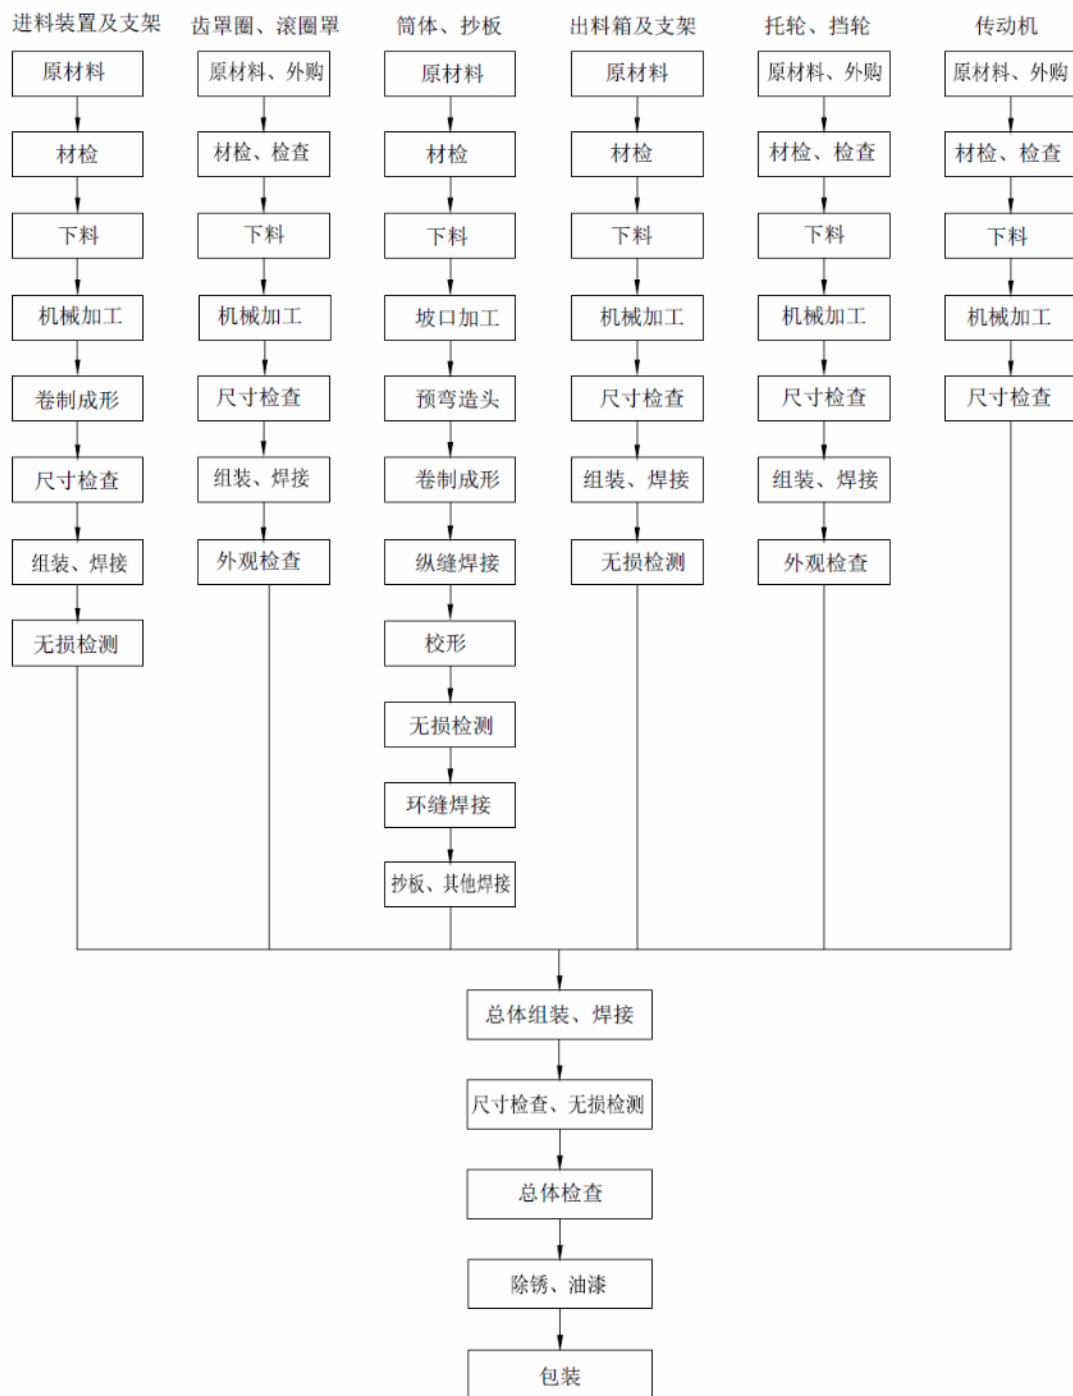 进料装置及支架 齿罩圈、滚圈罩 筒体、抄板 出料箱及支架 托轮、挡轮 传动机
原材料 原材料、外购 原材料 原材料 原材料、外购 原材料、外购
材检 材检、检查 材检 材检 材检、检查 材检、检查
下料 下料 下料 下料 下料 下料
机械加工 机械加工 坡口加工 机械加工 机械加工 机械加工
卷制成形 尺寸检查 预弯造头 尺寸检查 尺寸检查 尺寸检查
尺寸检查 组装、焊接 卷制成形 组装、焊接 组装、焊接
组装、焊接 外观检查 纵缝焊接 无损检测 外观检查
无损检测 校形
无损检测
环缝焊接
抄板、其他焊接
总体组装、焊接
尺寸检查、无损检测
总体检查
除锈、油漆
包装